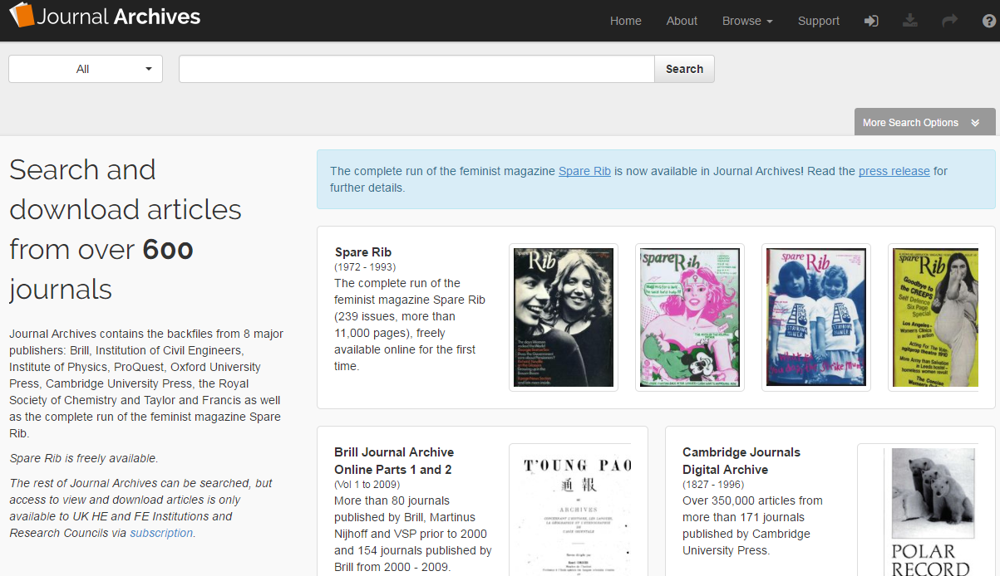 Journal Archives
Home
About
Browse
Support
All
Search
More Search Options
Search and
download articles
from over 600
journals
Journal Archives contains the backfiles from 8 major
publishers: Brill, Institution of Civil Engineers,
Institute of Physics, ProQuest, Oxford University
Press, Cambridge University Press, the Royal
Society of Chemistry and Taylor and Francis as well
as the complete run of the feminist magazine Spare
Rib.
Spare Rib is freely available.
The rest of Journal Archives can be searched, but
access to view and download articles is only
available to UK HE and FE Institutions and
Research Councils via subscription.
The complete run of the feminist magazine Spare Rib is now available in Journal Archives! Read the press release for
further details.
Spare Rib
(1972 - 1993)
The complete run of the
feminist magazine Spare Rib
(239 issues, more than
11,000 pages), freely
available online for the first
time.
spare Rib
spare Rib
spare Rib
spare Rib
Goodbye to
the CREEPS
Self Defence
Six Page
Special
Los Angeles-
Women's Clinics
in action
Brill Journal Archive
Online Parts 1 and 2
(Vol 1 to 2009)
More than 80 journals
published by Brill, Martinus
Nijhoff and VSP prior to 2000
and 154 journals published by
Brill from 2000 - 2009.
T'OUNG PAO
通報
ARCHIVES
Cambridge Journals
Digital Archive
(1827 - 1996)
Over 350,000 articles from
more than 171 journals
published by Cambridge
University Press.
POLAR
RECORD